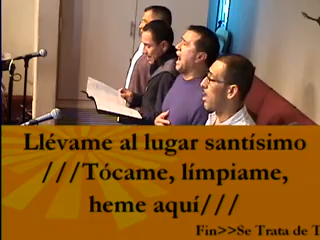 Llévame al lugar santísimo
///Tócame, límpiame,
heme aquí///
Fin>>Se Trata de T